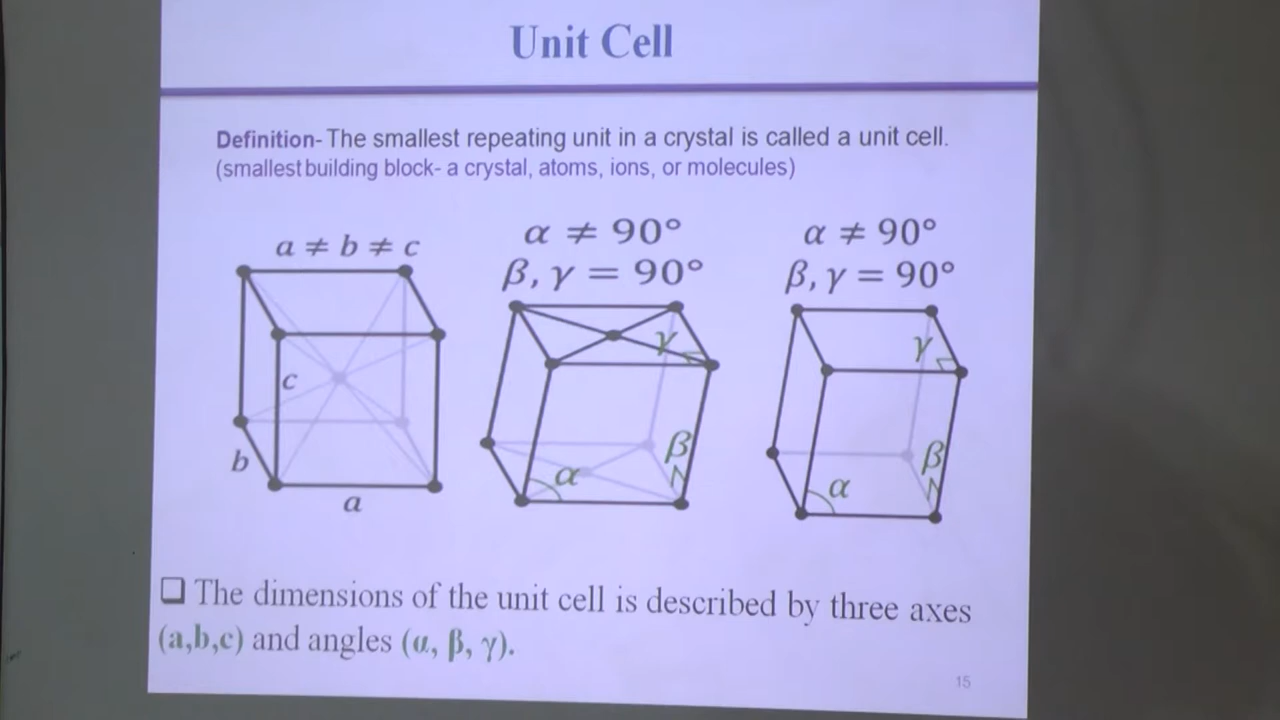 Unit Cell
Definition- The smallest repeating unit in a crystal is called a unit cell.
(smallest building block- a crystal, atoms, ions, or molecules)
a ≠ b ≠ c
c
b
a
α ≠ 90°
β, γ = 90°
γ
β
α
α ≠ 90°
β, γ = 90°
γ
β
α
❑ The dimensions of the unit cell is described by three axes
(a,b,c) and angles (α, β, γ).
15